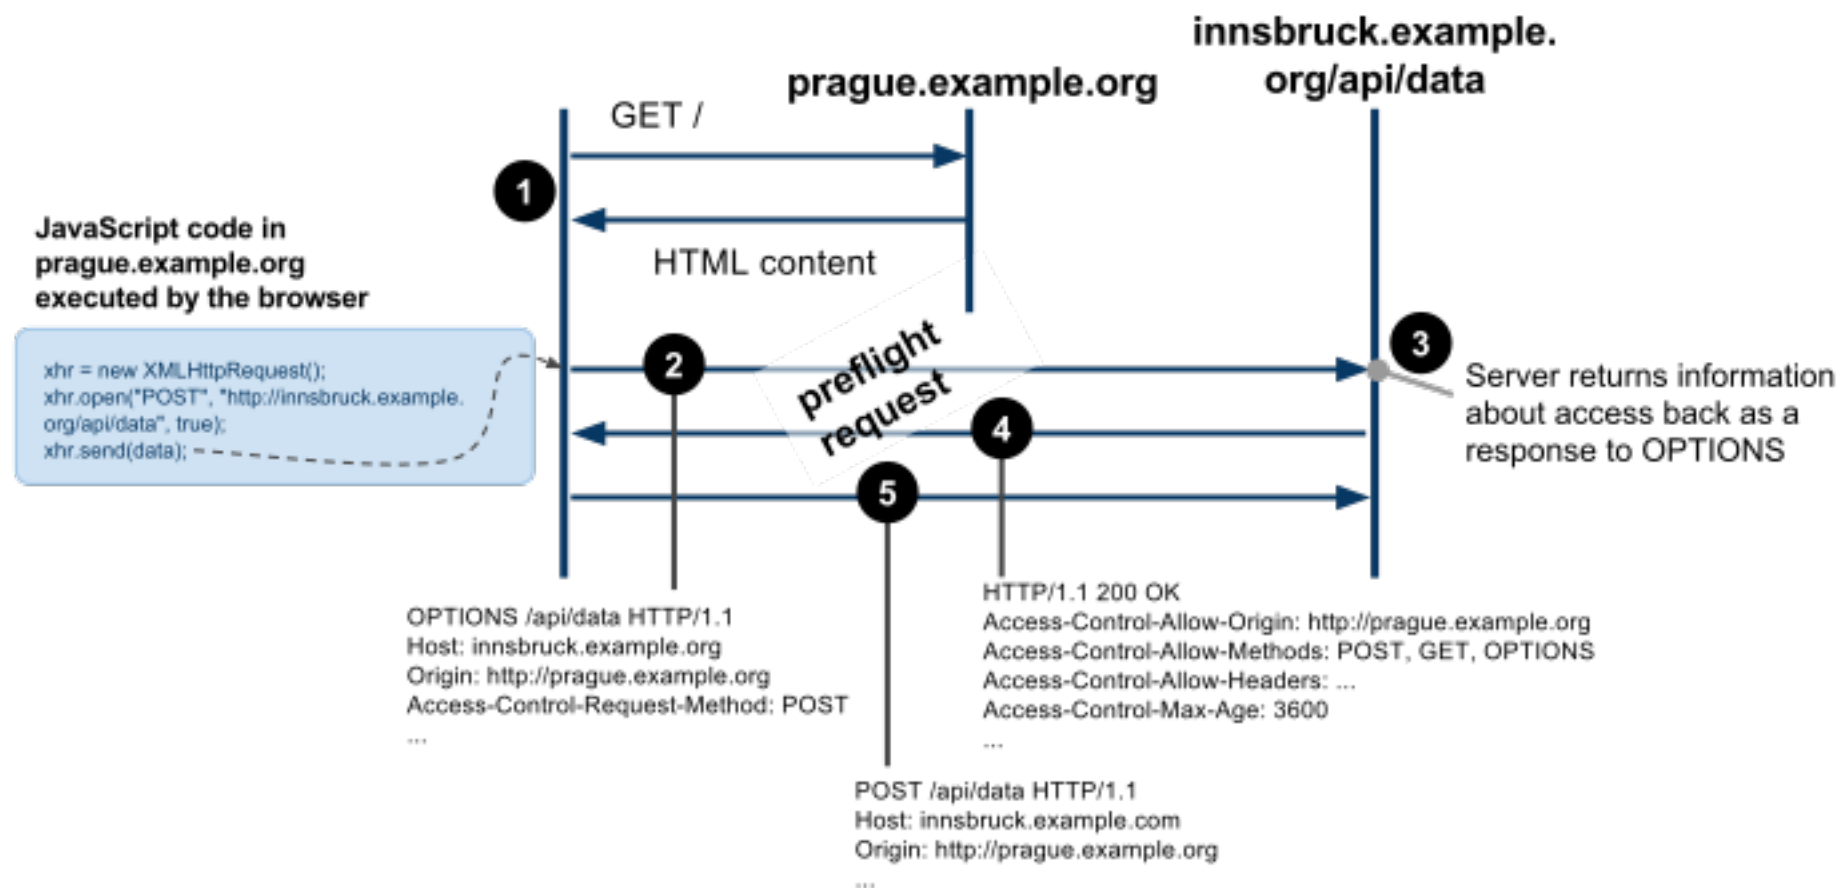 innsbruck.example.
org/api/data
prague.example.org
GET /
1
HTML content
JavaScript code in
prague.example.org
executed by the browser
xhr = new XMLHttpRequest();
xhr.open("POST", "http://innsbruck.example.
org/api/data", true);
xhr.send(data);
2
preflight
request
3
Server returns information
about access back as a
response to OPTIONS
4
5
OPTIONS /api/data HTTP/1.1
Host: innsbruck.example.org
Origin: http://prague.example.org
Access-Control-Request-Method: POST
...
HTTP/1.1 200 OK
Access-Control-Allow-Origin: http://prague.example.org
Access-Control-Allow-Methods: POST, GET, OPTIONS
Access-Control-Allow-Headers: ...
Access-Control-Max-Age: 3600
...
POST /api/data HTTP/1.1
Host: innsbruck.example.com
Origin: http://prague.example.org
...